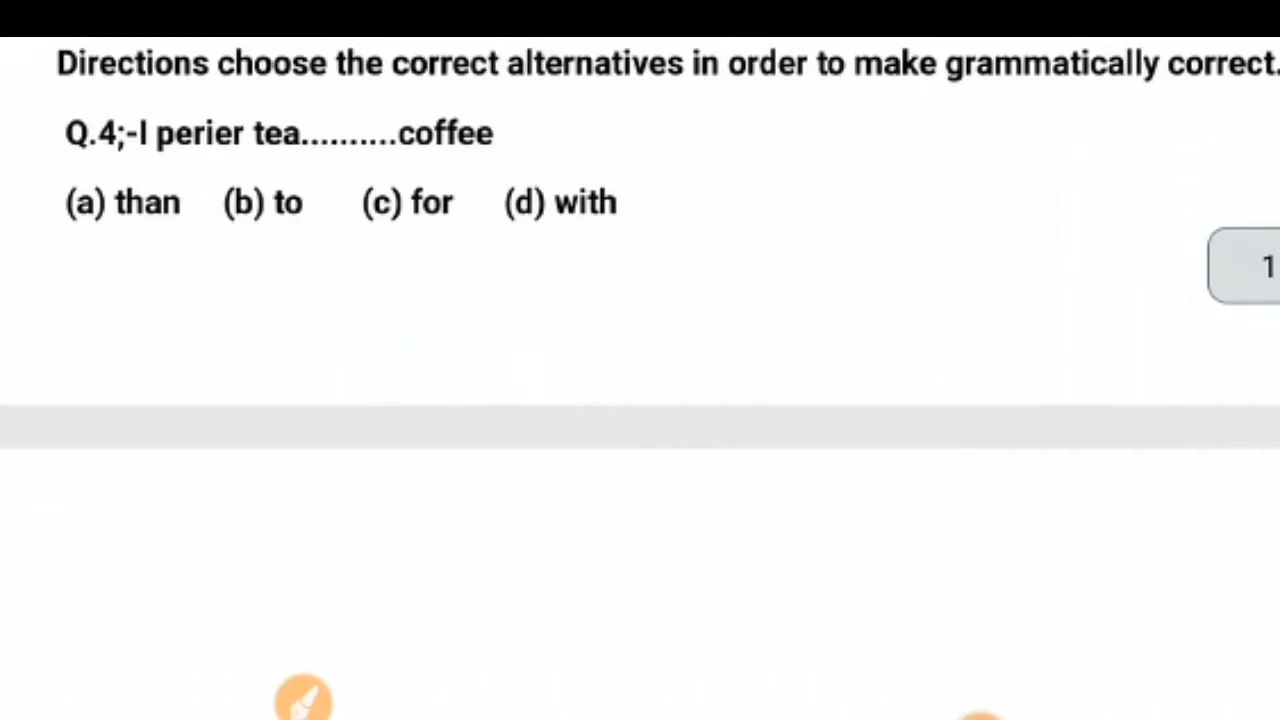 Directions choose the correct alternatives in order to make grammatically correct.
Q.4;-I perier tea..........coffee
(a) than (b) to (c) for (d) with
1